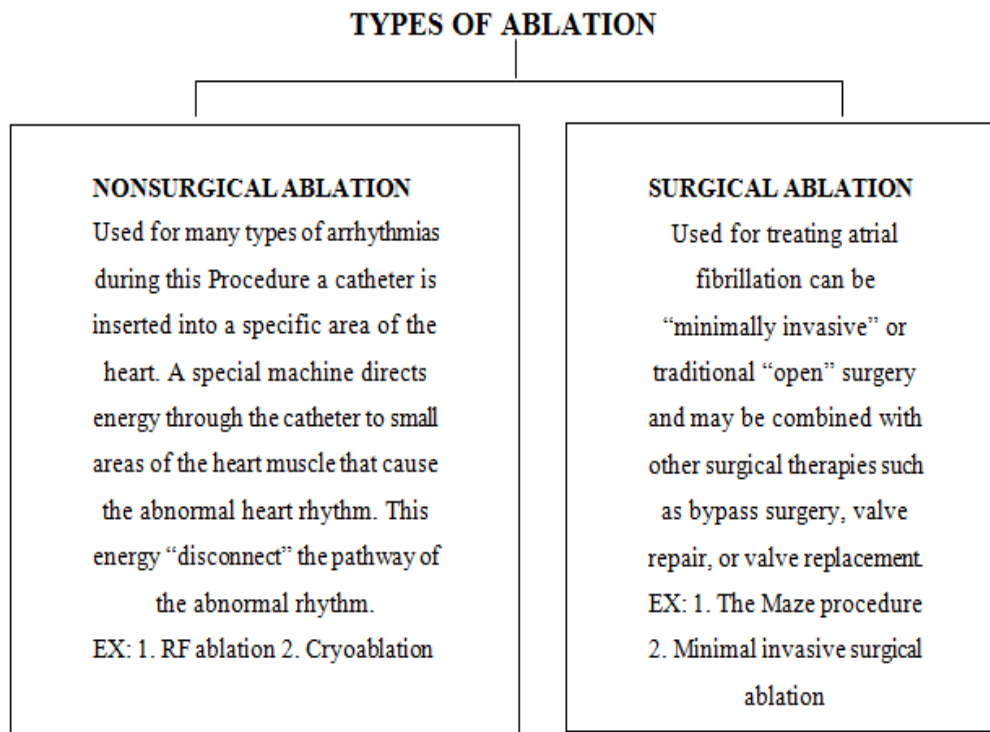 TYPES OF ABLATION
NONSURGICAL ABLATION
Used for many types of arrhythmias
during this Procedure a catheter is
inserted into a specific area of the
heart. A special machine directs
energy through the catheter to small
areas of the heart muscle that cause
the abnormal heart rhythm. This
energy “disconnect” the pathway of
the abnormal rhythm.
EX: 1. RF ablation 2. Cryoablation
SURGICAL ABLATION
Used for treating atrial
fibrillation can be
“minimally invasive” or
traditional “open” surgery
and may be combined with
other surgical therapies such
as bypass surgery, valve
repair, or valve replacement.
EX: 1. The Maze procedure
2. Minimal invasive surgical
ablation